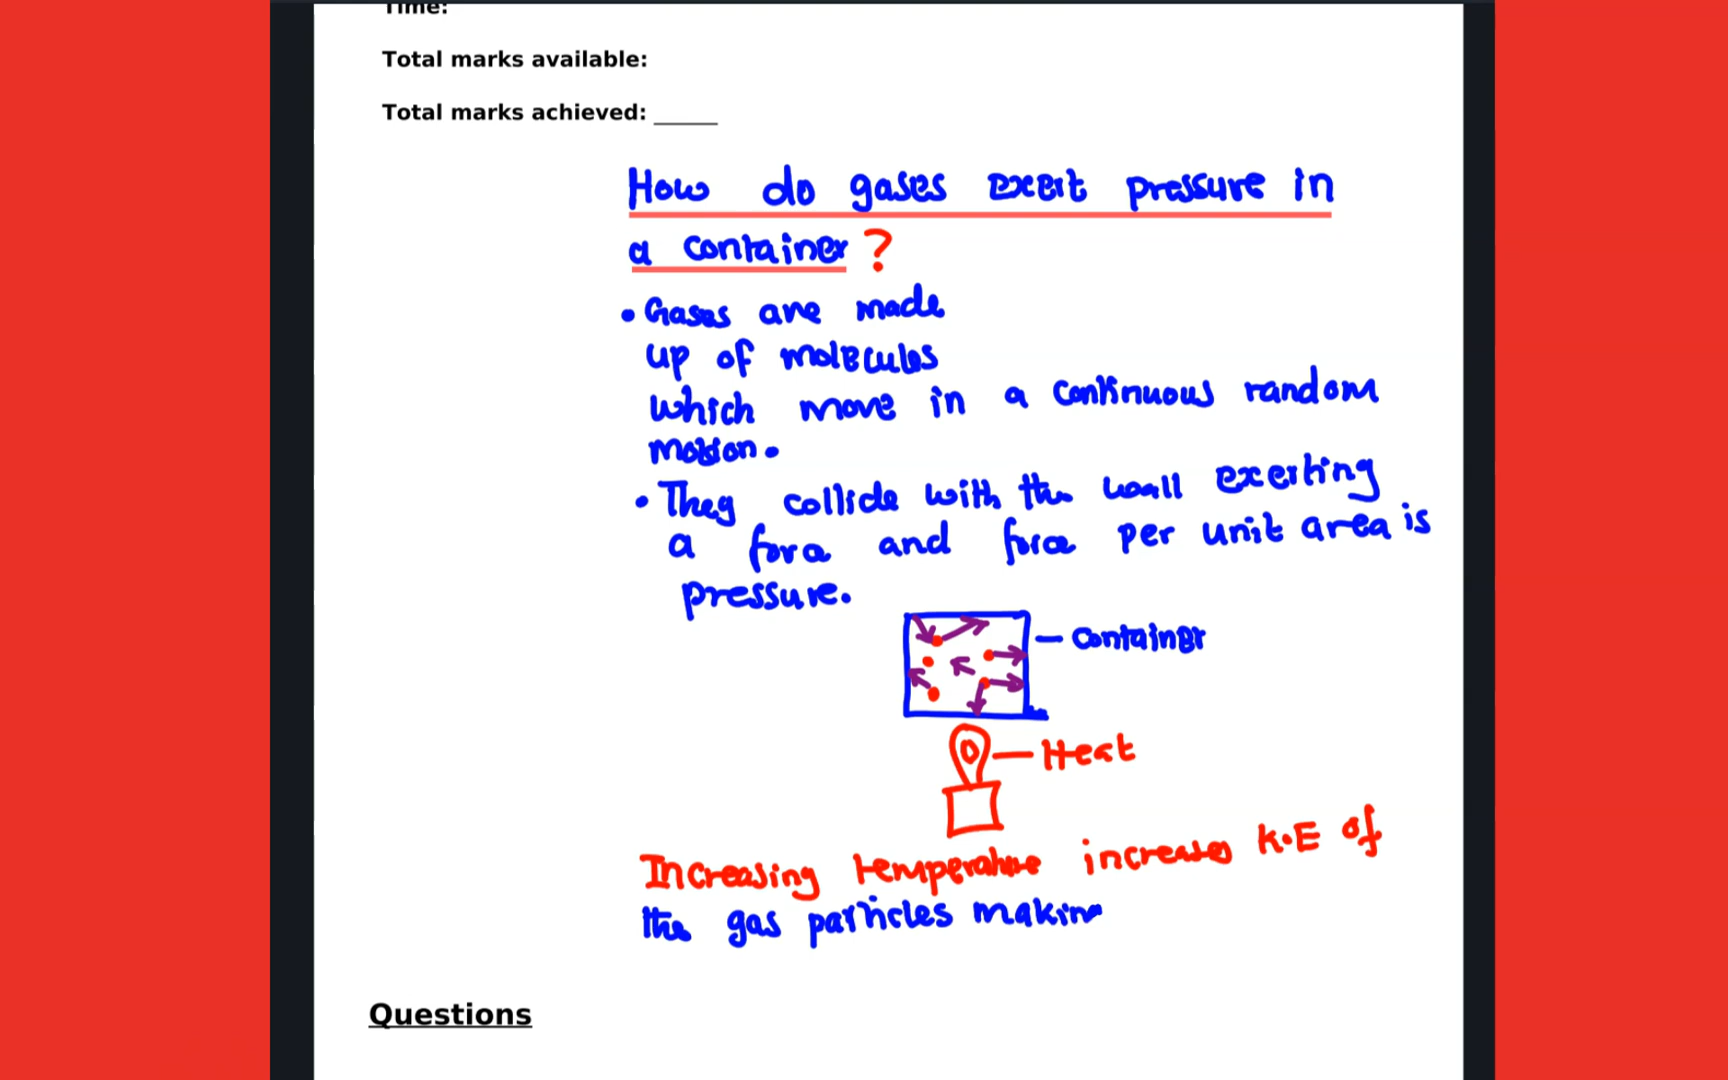 Time:
Total marks available:
Total marks achieved: _____
How do gases exert pressure in
a container?
• Gases are made
up of molecules
which move in a continuous random
motion.
• They collide with the wall exerting
a force and force per unit area is
pressure.
Container
Heat
Increasing temperature increases K.E of
the gas particles making
Questions